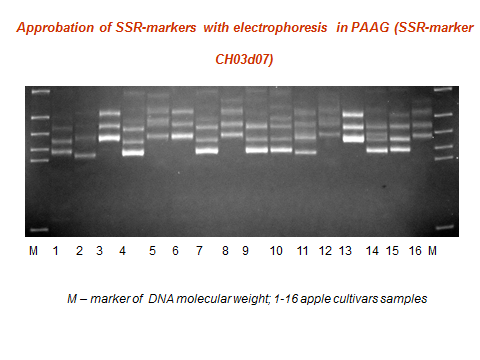 Approbation of SSR-markers with electrophoresis in PAAG (SSR-marker
CH03d07)
M 1 2 3 4 5 6 7 8 9 10 11 12 13 14 15 16 M
M – marker of DNA molecular weight; 1-16 apple cultivars samples